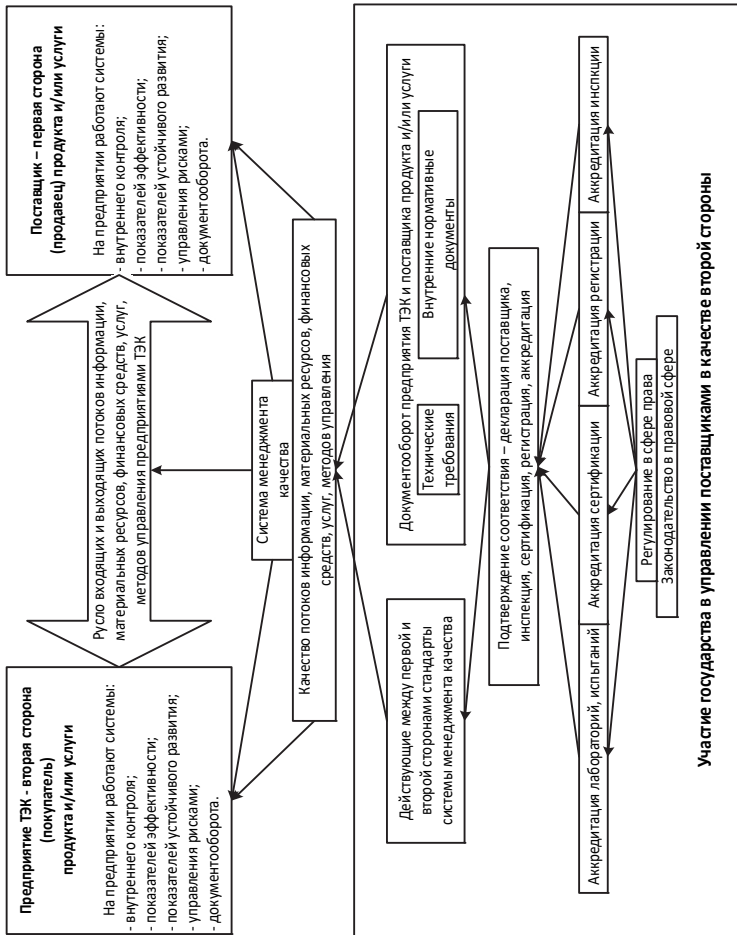 Предприятие ТЭК - вторая сторона
(покупатель)
продукта и/или услуги
На предприятии работают системы:
- внутреннего контроля;
- показателей эффективности;
- показателей устойчивого развития;
- управления рисками;
- документооборота.
Русло входящих и выходящих потоков информации,
материальных ресурсов, финансовых средств, услуг,
методов управления предприятиями ТЭК
Поставщик – первая сторона
(продавец) продукта и/или услуги
На предприятии работают системы:
- внутреннего контроля;
- показателей эффективности;
- показателей устойчивого развития;
- управления рисками;
- документооборота.
Система менеджмента
качества
Качество потоков информации, материальных ресурсов, финансовых
средств, услуг, методов управления
Действующие между первой и
второй сторонами стандарты
системы менеджмента качества
Документооборот предприятия ТЭК и поставщика продукта и/или услуги
Технические
требования
Внутренние нормативные
документы
Подтверждение соответствия – декларация поставщика,
инспекция, сертификация, регистрация, аккредитация
Аккредитация лабораторий, испытаний
Аккредитация сертификации
Аккредитация регистрации
Аккредитация инспкции
Регулирование в сфере права
Законодательство в правовой сфере
Участие государства в управлении поставщиками в качестве второй стороны